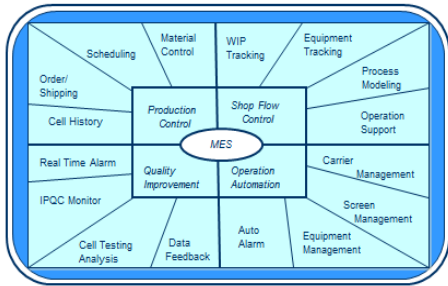 Material
Control
Scheduling
Order/
Shipping
Cell History
WIP
Tracking
Equipment
Tracking
Process
Modeling
Operation
Support
Production
Control
Shop Flow
Control
MES
Quality
Improvement
Operation
Automation
Real Time Alarm
IPQC Monitor
Cell Testing
Analysis
Data
Feedback
Auto
Alarm
Equipment
Management
Screen
Management
Carrier
Management